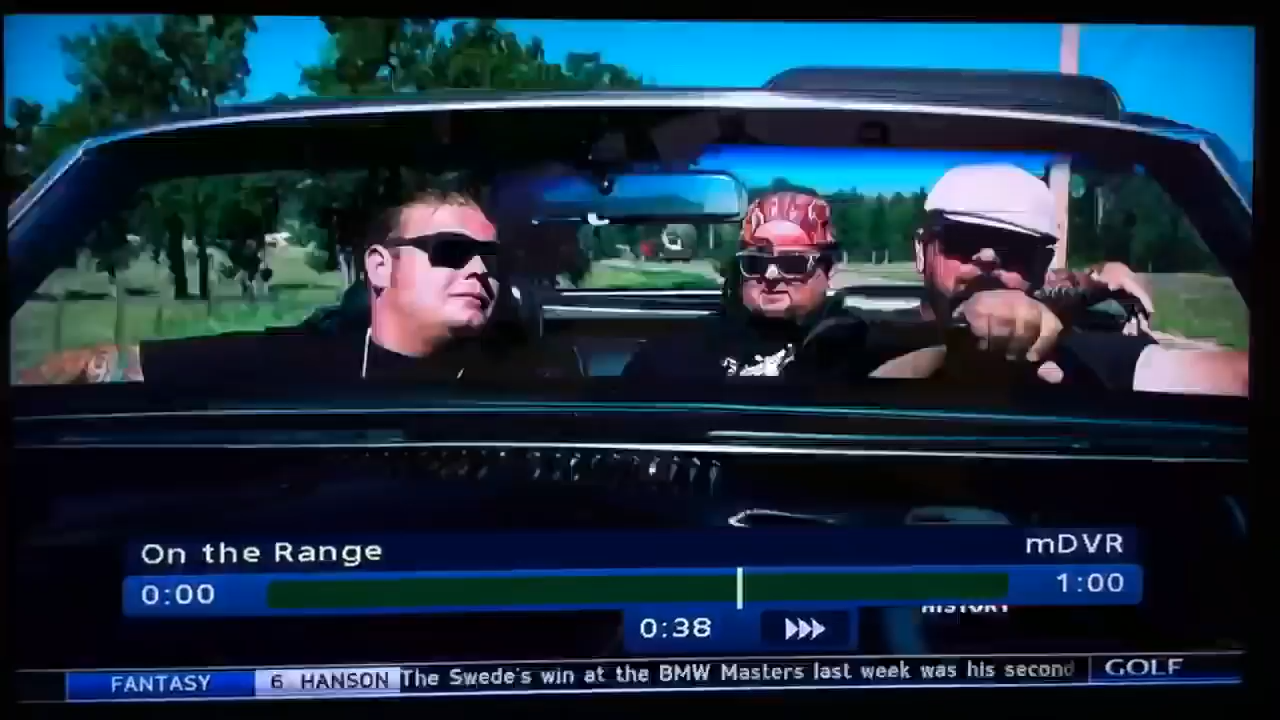 On the Range
mDVR
0:00
1:00
0:38
HISTORY
FANTASY
6 HANSON
The Swede's win at the BMW Masters last week was his second
GOLF